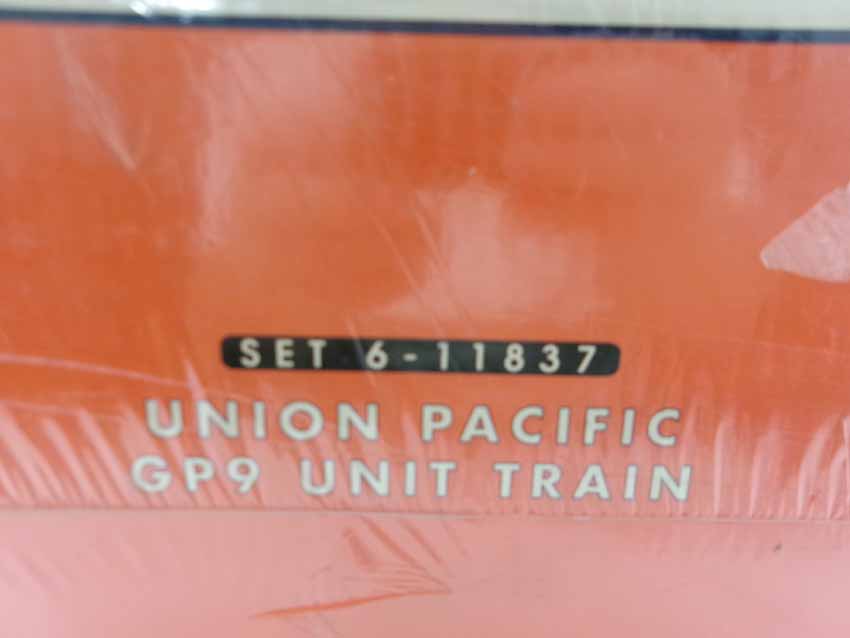 SET 6-11837
UNION PACIFIC
GP9 UNIT TRAIN